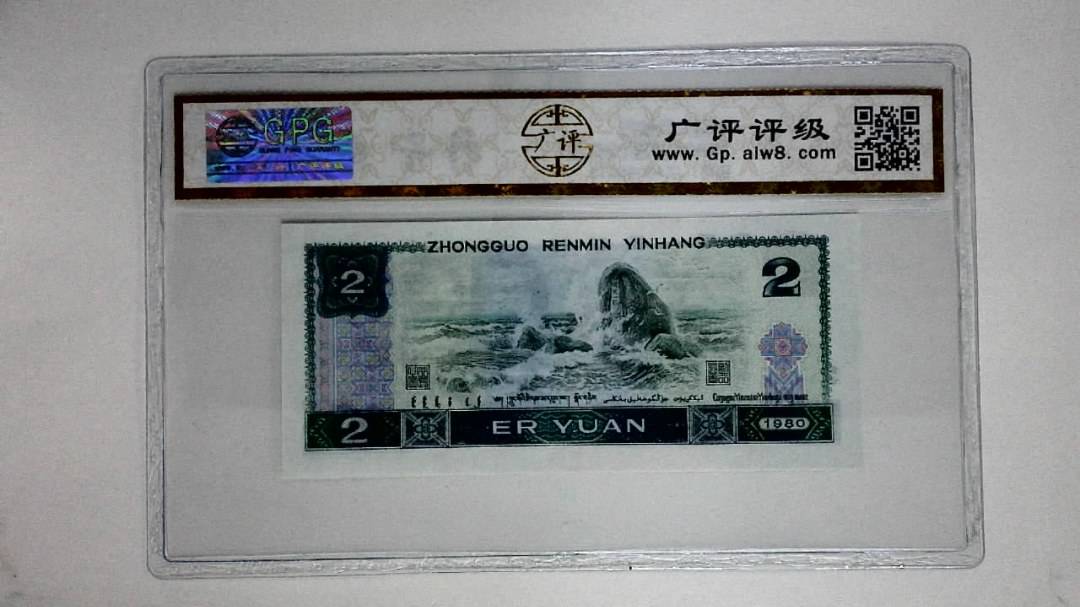 GPG
广评
广评评级
www. Gp. alw8. com
ZHONGGUO RENMIN YINHANG
2
2
2
ER YUAN
1980